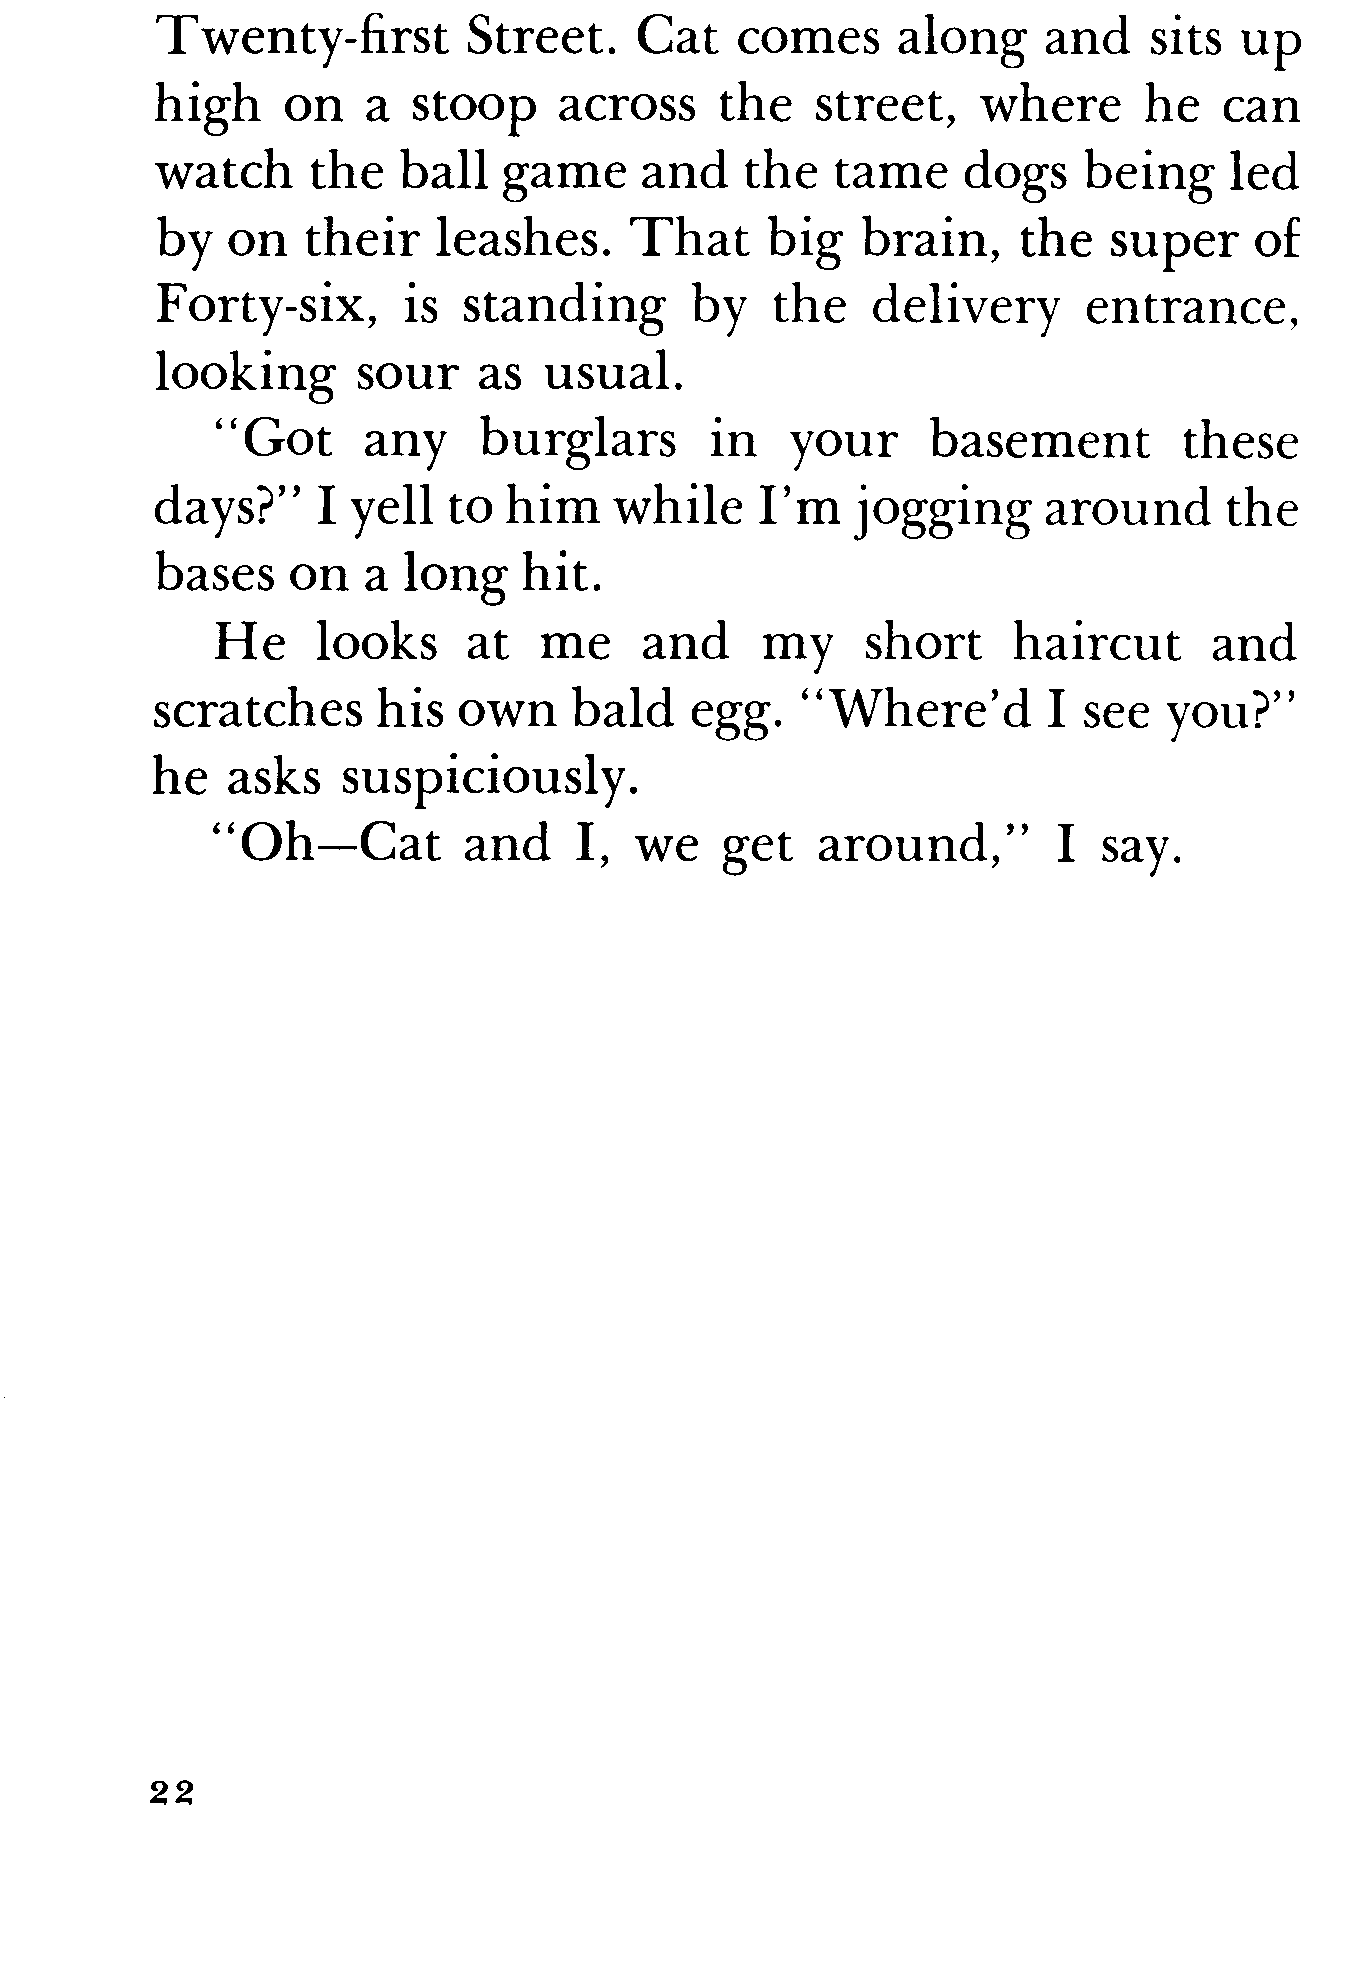 Twenty-first Street. Cat comes along and sits up
high on a stoop across the street, where he can
watch the ball game and the tame dogs being led
by on their leashes. That big brain, the super of
Forty-six, is standing by the delivery entrance,
looking sour as usual.
“Got any burglars in your basement these
days?” I yell to him while I’m jogging around the
bases on a long hit.
He looks at me and my short haircut and
scratches his own bald egg. “Where’d I see you?”
he asks suspiciously.
“Oh—Cat and I, we get around,” I say.
22